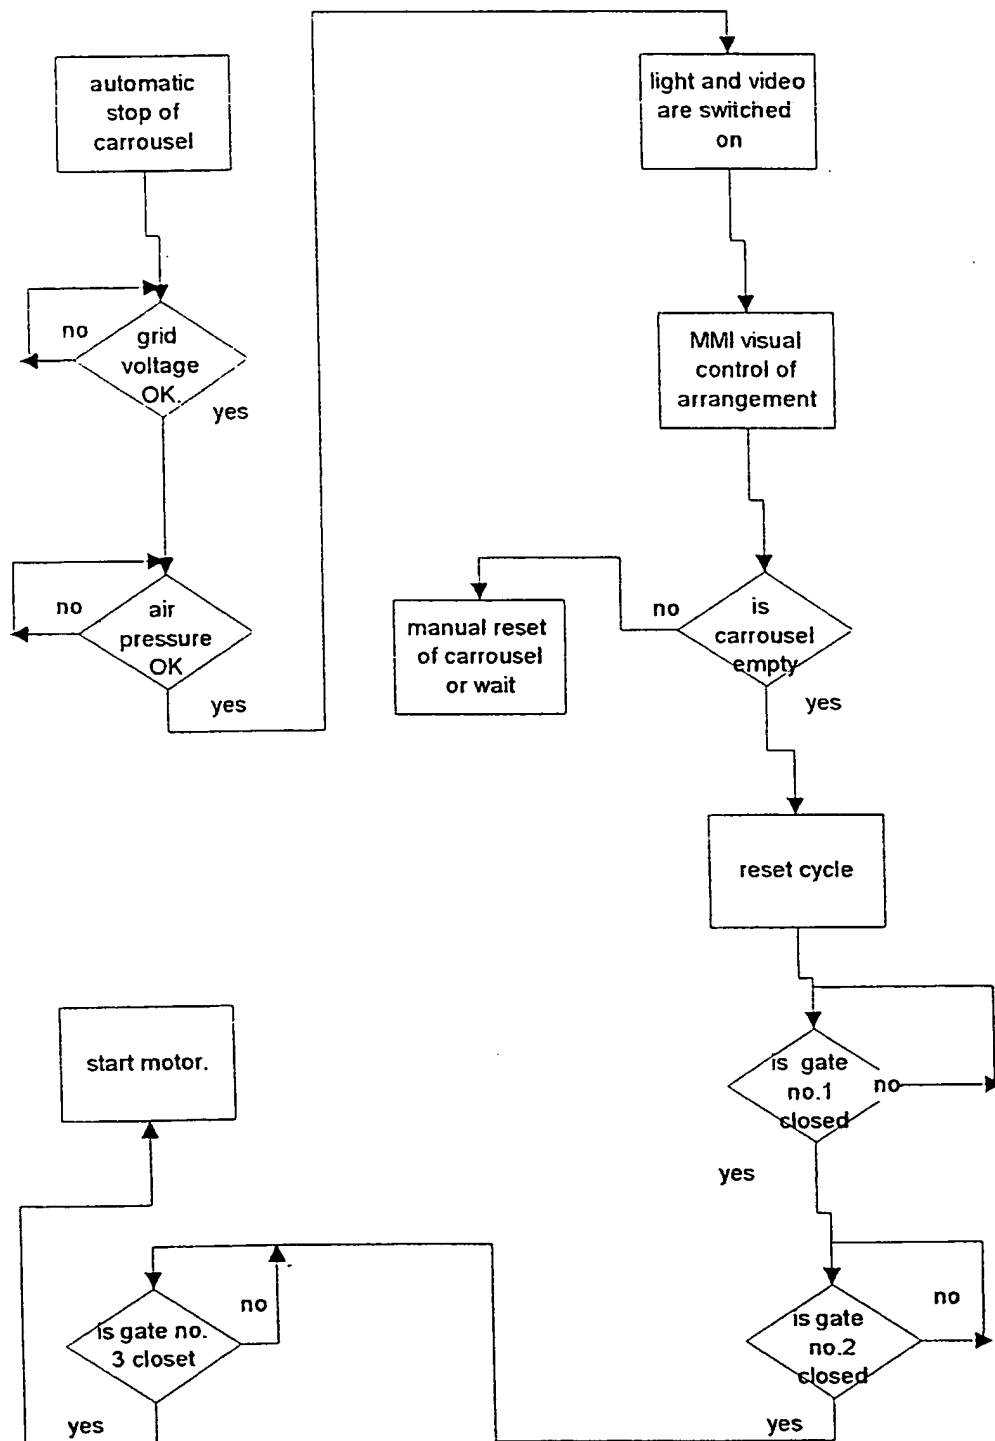 automatic
stop of
carrousel
no
grid
voltage
OK.
yes
no
air
pressure
OK
yes
light and video
are switched
on
MMI visual
control of
arrangement
no
is
carrousel
empty
yes
manual reset
of carrousel
or wait
reset cycle
is gate
no.1
closed
no
yes
is gate
no.2
closed
no
yes
is gate no.
3 closet
no
yes
start motor.